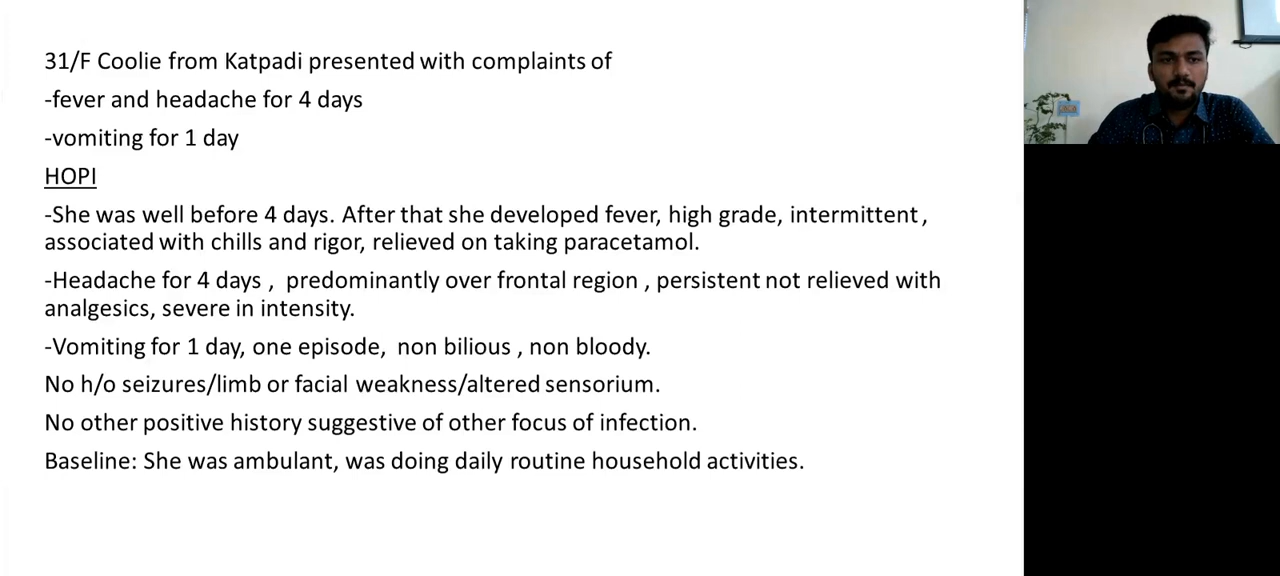 31/F Coolie from Katpadi presented with complaints of
-fever and headache for 4 days
-vomiting for 1 day
HOPI
-She was well before 4 days. After that she developed fever, high grade, intermittent,
associated with chills and rigor, relieved on taking paracetamol.
-Headache for 4 days , predominantly over frontal region , persistent not relieved with
analgesics, severe in intensity.
-Vomiting for 1 day, one episode, non bilious , non bloody.
No h/o seizures/limb or facial weakness/altered sensorium.
No other positive history suggestive of other focus of infection.
Baseline: She was ambulant, was doing daily routine household activities.